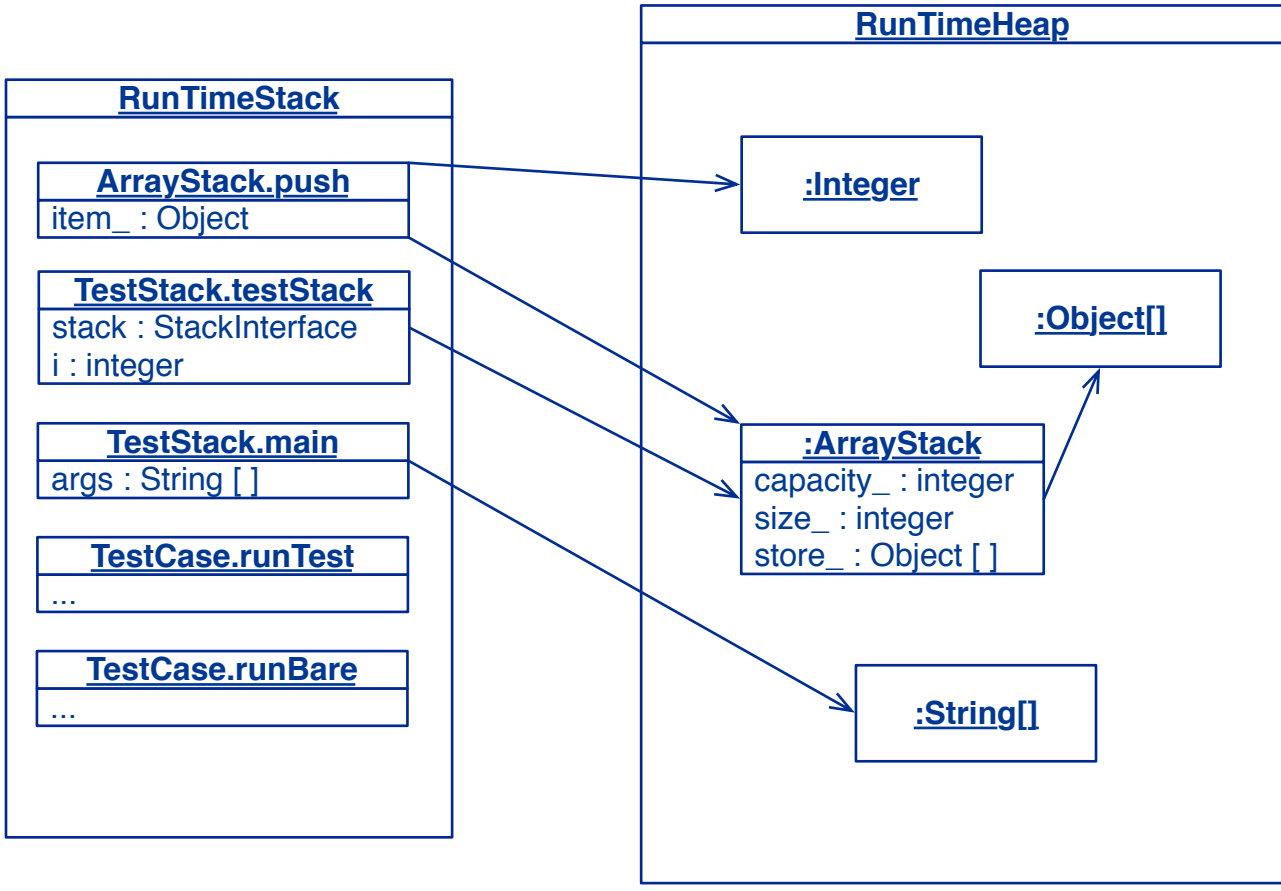 RunTimeStack
ArrayStack.push
item_ : Object
TestStack.testStack
stack : StackInterface
i : integer
TestStack.main
args : String [ ]
TestCase.runTest
...
TestCase.runBare
...
RunTimeHeap
:Integer
:Object[]
:ArrayStack
capacity_ : integer
size_ : integer
store_ : Object [ ]
:String[]